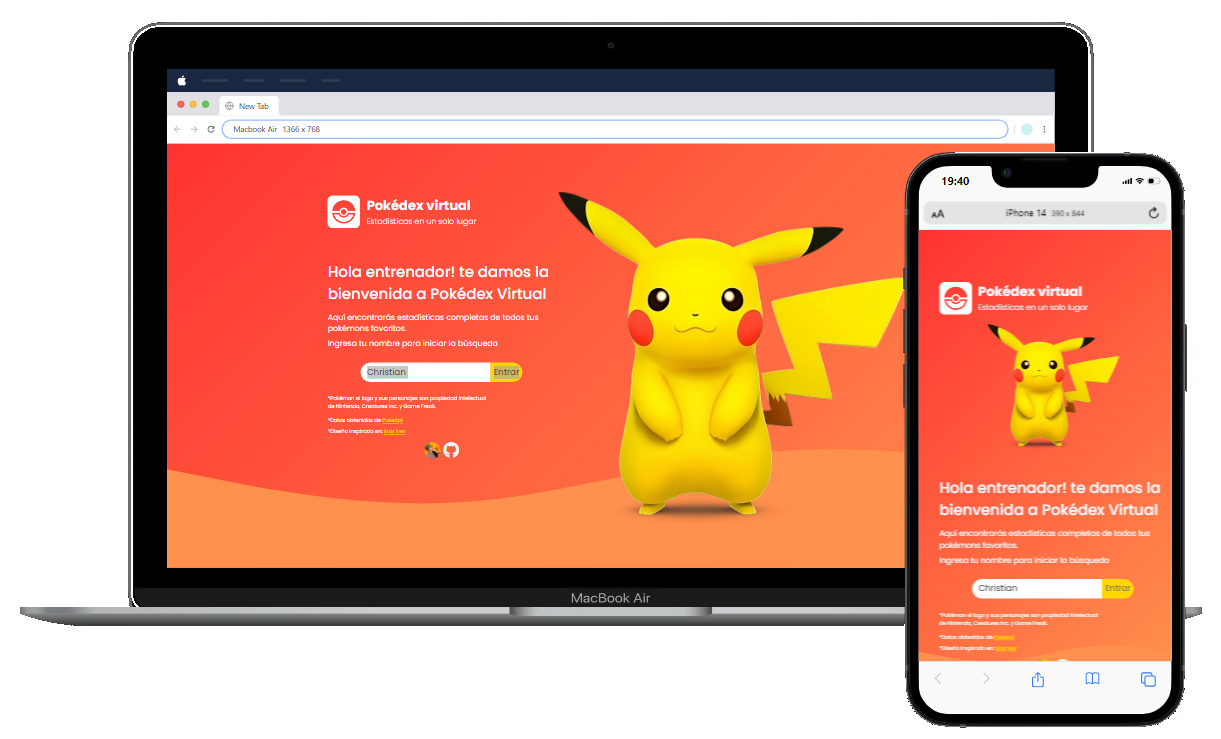 New Tab
Macbook Air 1366 x 768
Pokédex virtual
Estadísticas en un solo lugar
Hola entrenador! te damos la
bienvenida a Pokédex Virtual
Aquí encontrarás estadísticas completas de todos tus
pokémons favoritos.
Ingresa tu nombre para iniciar la búsqueda
Christian
Entrar
*Pokémon el logo y sus personajes son propiedad intelectual
de Nintendo, Creatures Inc. y Game Freak.
*Datos obtenidos de PokeApi
*Diseño inspirado en: Mas Iver
MacBook Air
19:40
AA
iPhone 14 390 x 844
Pokédex virtual
Estadísticas en un solo lugar
Hola entrenador! te damos la
bienvenida a Pokédex Virtual
Aquí encontrarás estadísticas completas de todos tus
pokémons favoritos.
Ingresa tu nombre para iniciar la búsqueda
Christian
Entrar
*Pokémon el logo y sus personajes son propiedad intelectual
de Nintendo, Creatures Inc. y Game Freak.
*Datos obtenidos de PokeApi
*Diseño inspirado en: Mas Iver